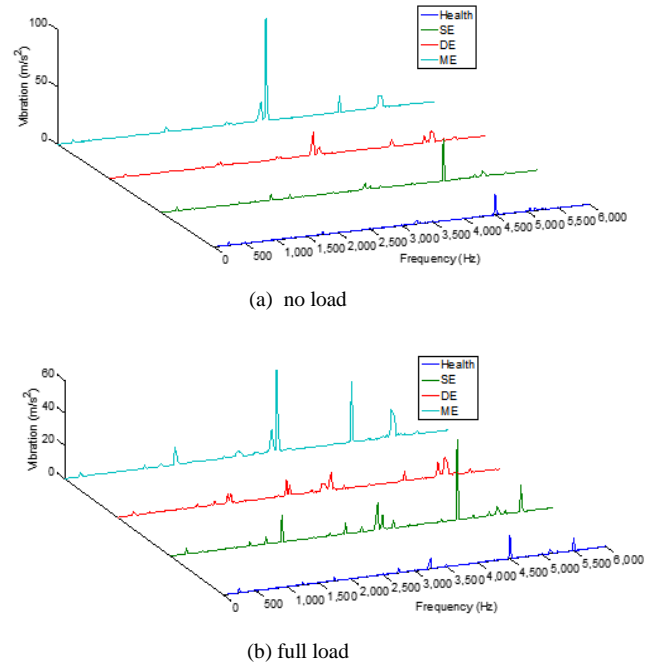 100
50
0
Vibration (m/s²)
Health
SE
DE
ME
0
500
1,000
1,500
2,000
2,500
3,000
3,500
4,000
4,500
5,000
5,500
6,000
Frequency (Hz)
(a) no load
60
40
20
0
Vibration (m/s²)
Health
SE
DE
ME
0
500
1,000
1,500
2,000
2,500
3,000
3,500
4,000
4,500
5,000
5,500
6,000
Frequency (Hz)
(b) full load